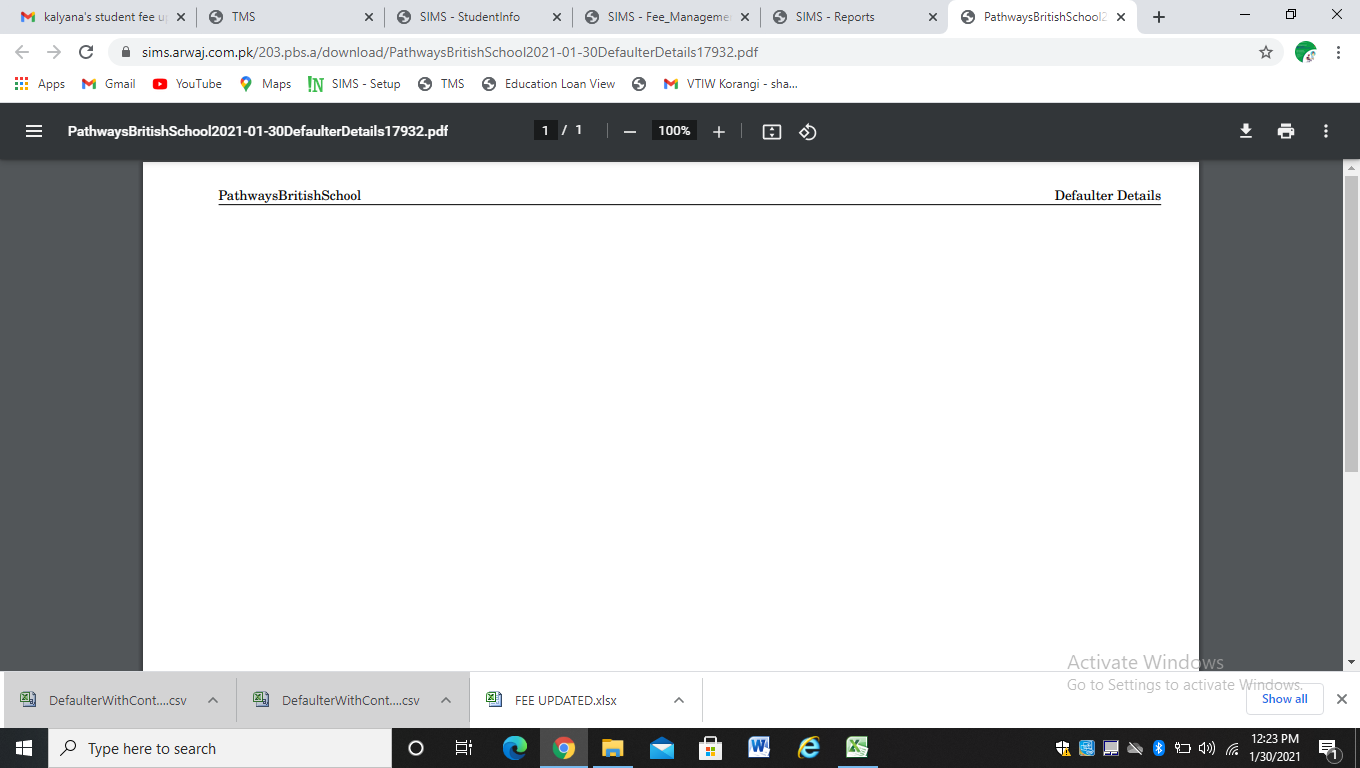 kalyana's student fee up
TMS
SIMS - StudentInfo
SIMS - Fee_Manageme
SIMS - Reports
PathwaysBritishSchool2
sims.arwaj.com.pk/203.pbs.a/download/PathwaysBritishSchool2021-01-30DefaulterDetails17932.pdf
Apps
Gmail
YouTube
Maps
SIMS - Setup
TMS
Education Loan View
VTIW Korangi - sha...
PathwaysBritishSchool2021-01-30DefaulterDetails17932.pdf
1 / 1
100%
PathwaysBritishSchool
Defaulter Details
Activate Windows
Go to Settings to activate Windows.
DefaulterWithCont....csv
DefaulterWithCont....csv
FEE UPDATED.xlsx
Show all
Type here to search
12:23 PM
1/30/2021
1